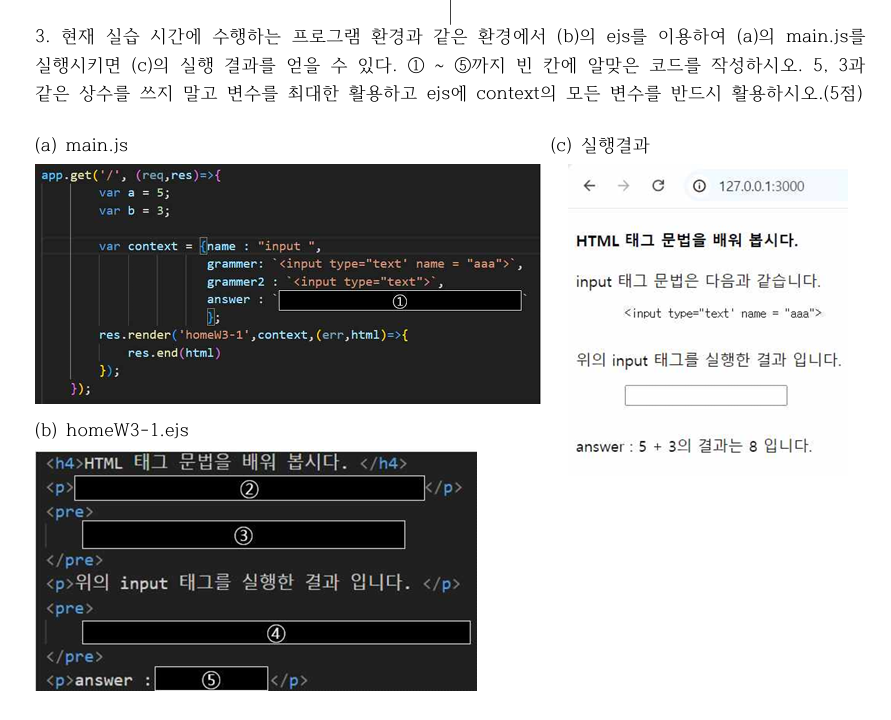 3. 현재 실습 시간에 수행하는 프로그램 환경과 같은 환경에서 (b)의 ejs를 이용하여 (a)의 main.js를
실행시키면 (c)의 실행 결과를 얻을 수 있다. ① ~ ⑤까지 빈 칸에 알맞은 코드를 작성하시오. 5, 3과
같은 상수를 쓰지 말고 변수를 최대한 활용하고 ejs에 context의 모든 변수를 반드시 활용하시오.(5점)
(a) main.js
app.get('/', (req,res)=>{
var a = 5;
var b = 3;
var context = {name : "input ",
grammer: `<input type="text' name = "aaa">`,
grammer2 : `<input type="text">`,
answer : ` ① `
};
res.render('homeW3-1',context,(err,html)=>{
res.end(html)
});
});
(b) homeW3-1.ejs
<h4>HTML 태그 문법을 배워 봅시다. </h4>
<p> ② </p>
<pre>
③
</pre>
<p>위의 input 태그를 실행한 결과 입니다. </p>
<pre>
④
</pre>
<p>answer : ⑤ </p>
(c) 실행결과
127.0.0.1:3000
HTML 태그 문법을 배워 봅시다.
input 태그 문법은 다음과 같습니다.
<input type="text' name = "aaa">
위의 input 태그를 실행한 결과 입니다.
answer : 5 + 3의 결과는 8 입니다.